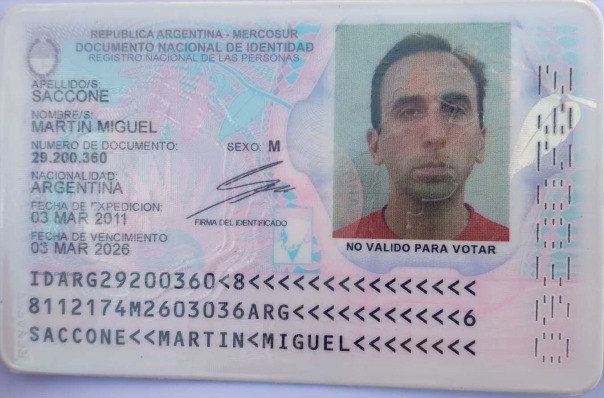 REPUBLICA ARGENTINA - MERCOSUR
DOCUMENTO NACIONAL DE IDENTIDAD
REGISTRO NACIONAL DE LAS PERSONAS
APELLIDO/S
SACCONE
NOMBRE/S:
MARTIN MIGUEL
NUMERO DE DOCUMENTO: SEXO: M
29.200.360
NACIONALIDAD:
ARGENTINA
FECHA DE EXPEDICION:
03 MAR 2011
FIRMA DEL IDENTIFICADO
FECHA DE VENCIMIENTO
03 MAR 2026
NO VALIDO PARA VOTAR
IDARG29200360<8<<<<<<<<<<<<<<<
8112174M2603036ARG<<<<<<<<<<<6
SACCONE<<MARTIN<MIGUEL<<<<<<<<